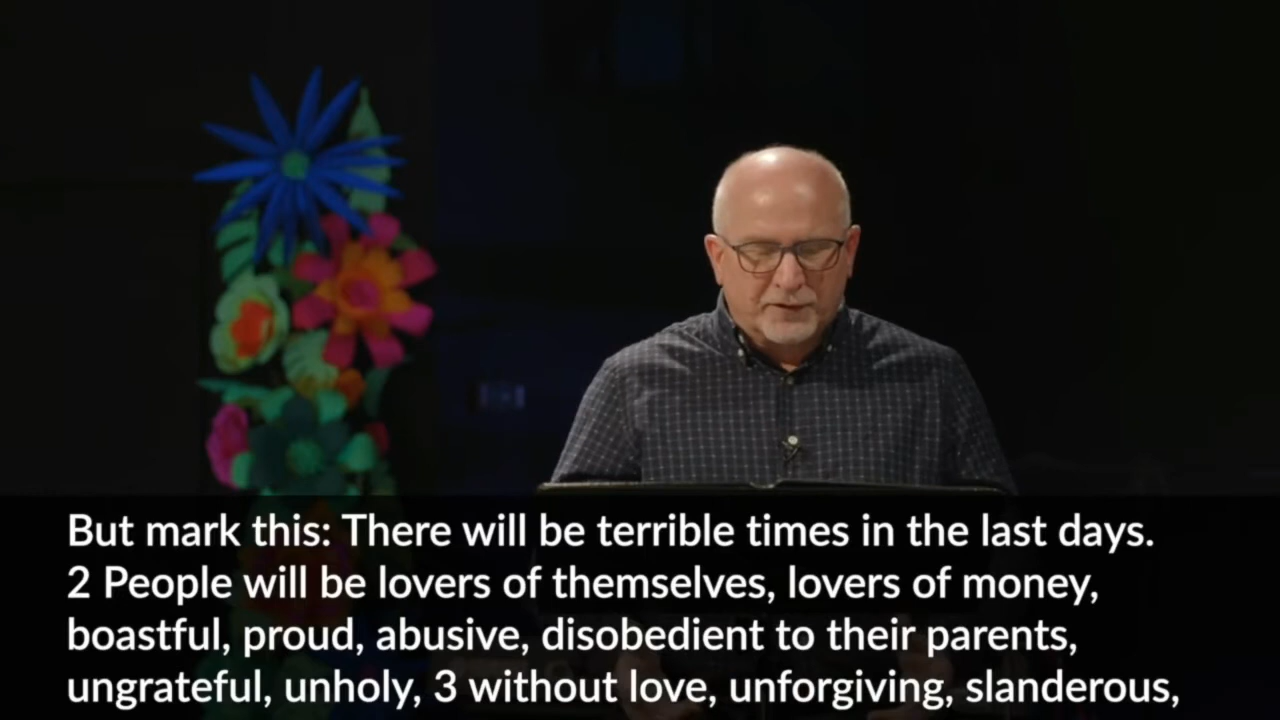 But mark this: There will be terrible times in the last days.
2 People will be lovers of themselves, lovers of money,
boastful, proud, abusive, disobedient to their parents,
ungrateful, unholy, 3 without love, unforgiving, slanderous,